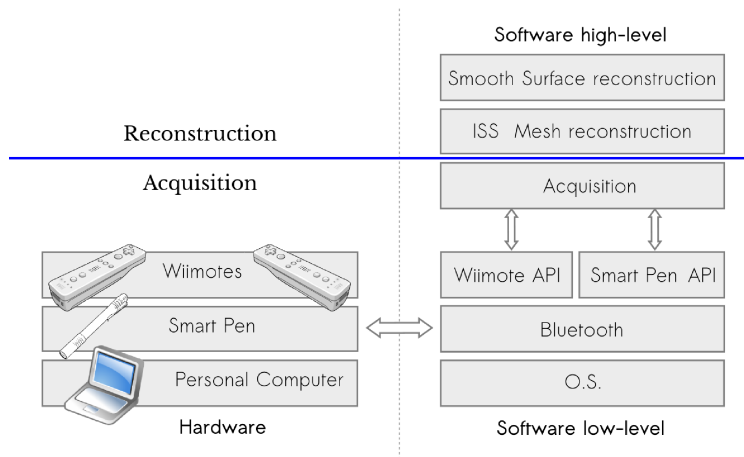 Software high-level
Smooth Surface reconstruction
ISS Mesh reconstruction
Reconstruction
Acquisition
Acquisition
Wiimotes
Smart Pen
Personal Computer
Hardware
Wiimote API
Smart Pen API
Bluetooth
O.S.
Software low-level